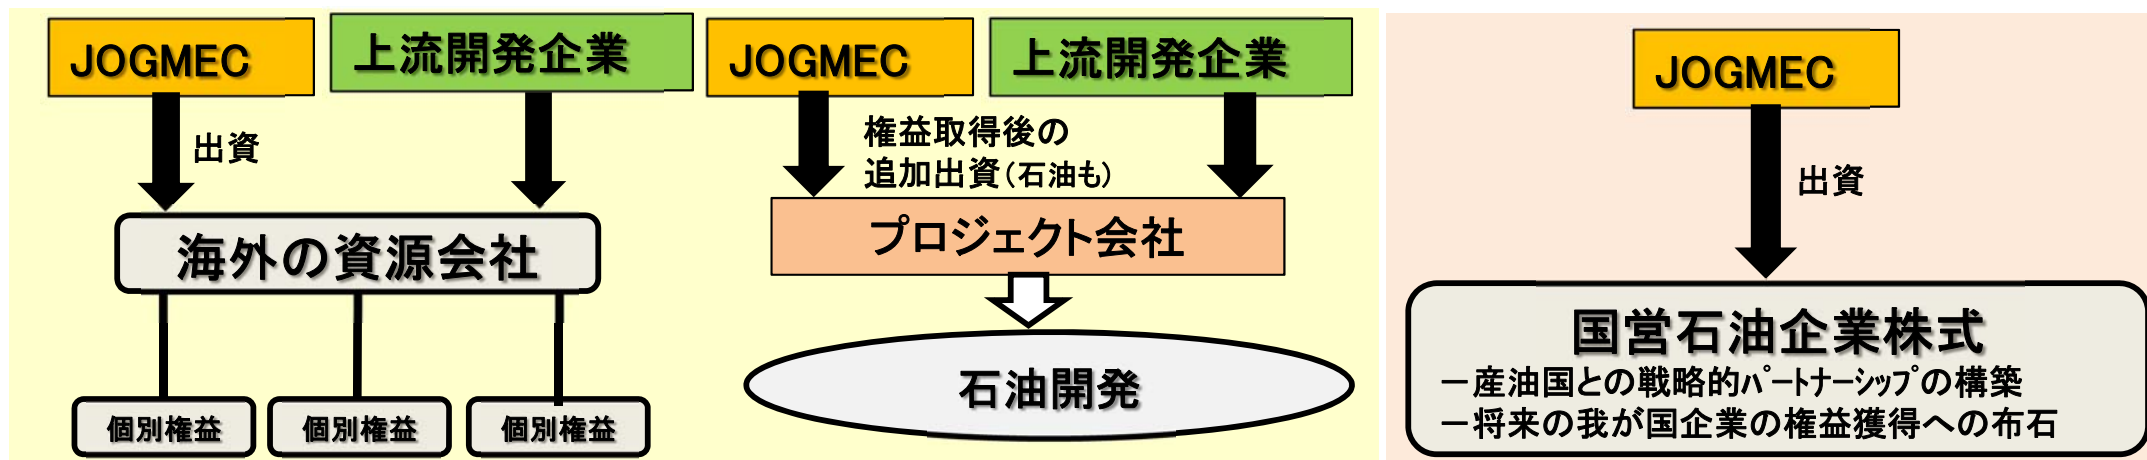 JOGMEC
上流開発企業
出資
海外の資源会社
個別権益
個別権益
個別権益
JOGMEC
上流開発企業
権益取得後の
追加出資(石油も)
プロジェクト会社
石油開発
JOGMEC
出資
国営石油企業株式
－産油国との戦略的ﾊﾟｰﾄﾅｰｼｯﾌﾟの構築
－将来の我が国企業の権益獲得への布石